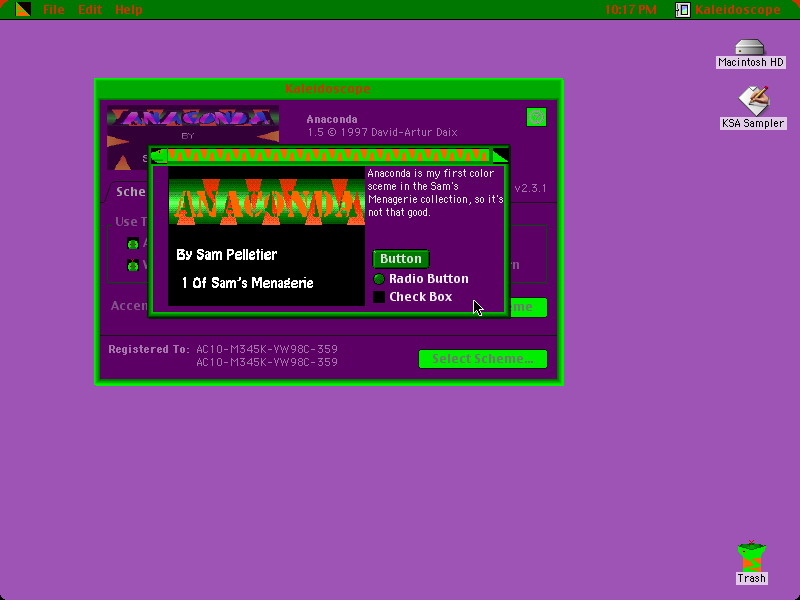 File Edit Help
10:17 PM Kaleidoscope
Macintosh HD
KSA Sampler
Kaleidoscope
ANACONDA
BY
Anaconda
1.5 © 1997 David-Artur Daix
Sche
v2.3.1
Use T
Accen
Anaconda is my first color
sceme in the Sam's
Menagerie collection, so it's
not that good.
ANACONDA
By Sam Pelletier
1 Of Sam's Menagerie
Button
Radio Button
Check Box
Registered To: AC10-M345K-VW98C-359
AC10-M345K-VW98C-359
Select Scheme...
Trash